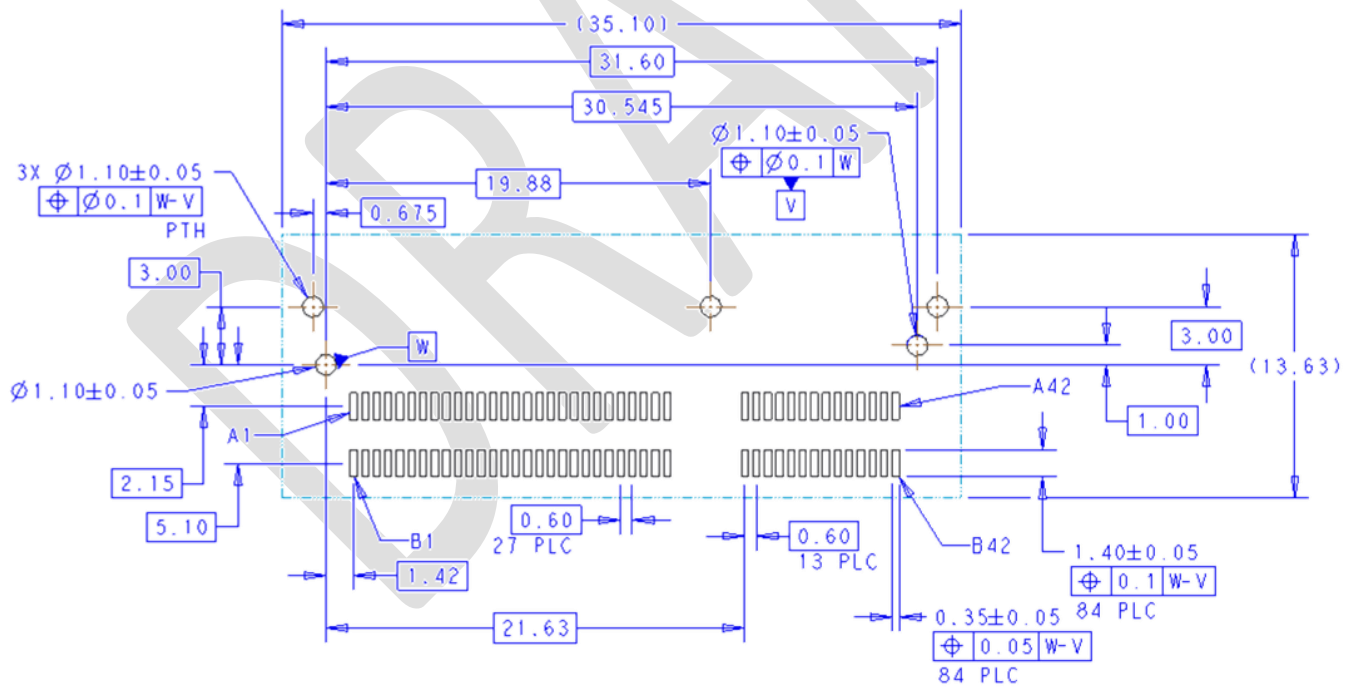 DRAF
(35.10)
31.60
30.545
Ø1.10±0.05
⌖ Ø0.1 W
V
3X Ø1.10±0.05
⌖ Ø0.1 W-V
PTH
19.88
0.675
3.00
W
3.00
(13.63)
Ø1.10±0.05
A42
1.00
A1
2.15
5.10
B1
0.60
27 PLC
0.60
13 PLC
B42
1.40±0.05
⌖ 0.1 W-V
84 PLC
1.42
21.63
0.35±0.05
⌖ 0.05 W-V
84 PLC